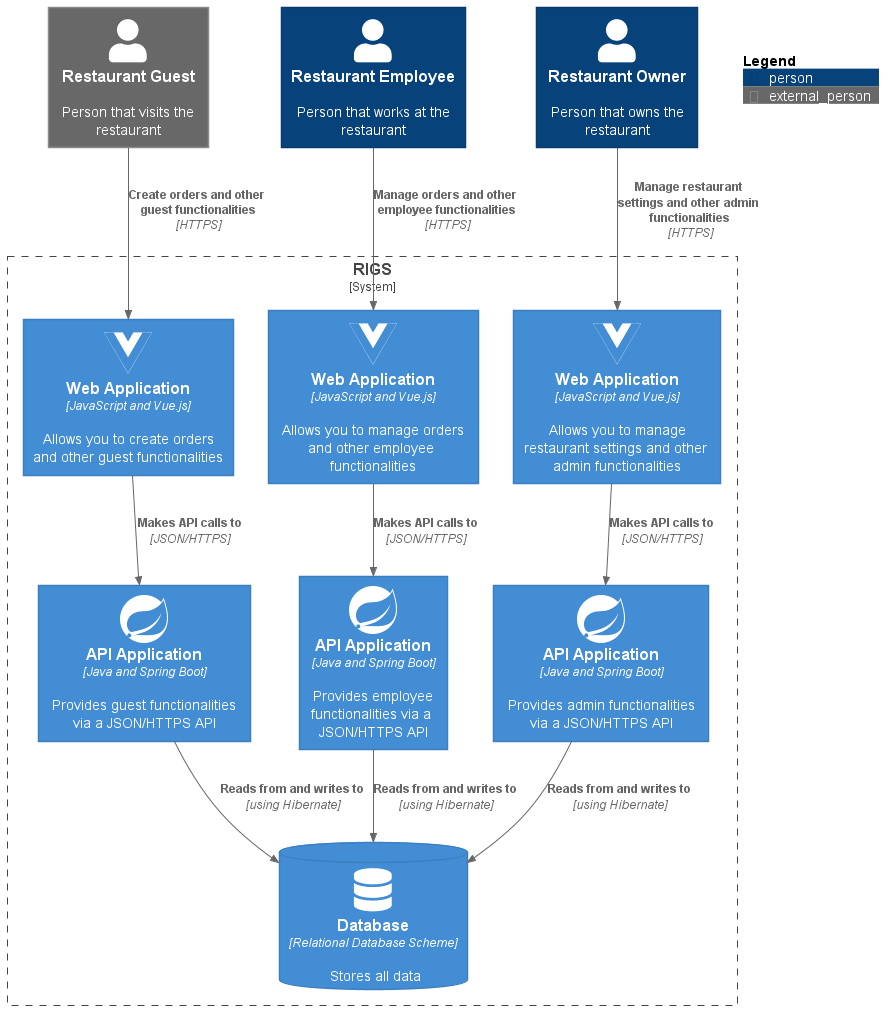 Restaurant Guest
Person that visits the
restaurant
Restaurant Employee
Person that works at the
restaurant
Restaurant Owner
Person that owns the
restaurant
Legend
person
external_person
Create orders and other
guest functionalities
[HTTPS]
Manage orders and other
employee functionalities
[HTTPS]
Manage restaurant
settings and other admin
functionalities
[HTTPS]
RIGS
[System]
Web Application
[JavaScript and Vue.js]
Allows you to create orders
and other guest functionalities
Web Application
[JavaScript and Vue.js]
Allows you to manage orders
and other employee
functionalities
Web Application
[JavaScript and Vue.js]
Allows you to manage
restaurant settings and other
admin functionalities
Makes API calls to
[JSON/HTTPS]
Makes API calls to
[JSON/HTTPS]
Makes API calls to
[JSON/HTTPS]
API Application
[Java and Spring Boot]
Provides guest functionalities
via a JSON/HTTPS API
API Application
[Java and Spring Boot]
Provides employee
functionalities via a
JSON/HTTPS API
API Application
[Java and Spring Boot]
Provides admin functionalities
via a JSON/HTTPS API
Reads from and writes to
[using Hibernate]
Reads from and writes to
[using Hibernate]
Reads from and writes to
[using Hibernate]
Database
[Relational Database Scheme]
Stores all data